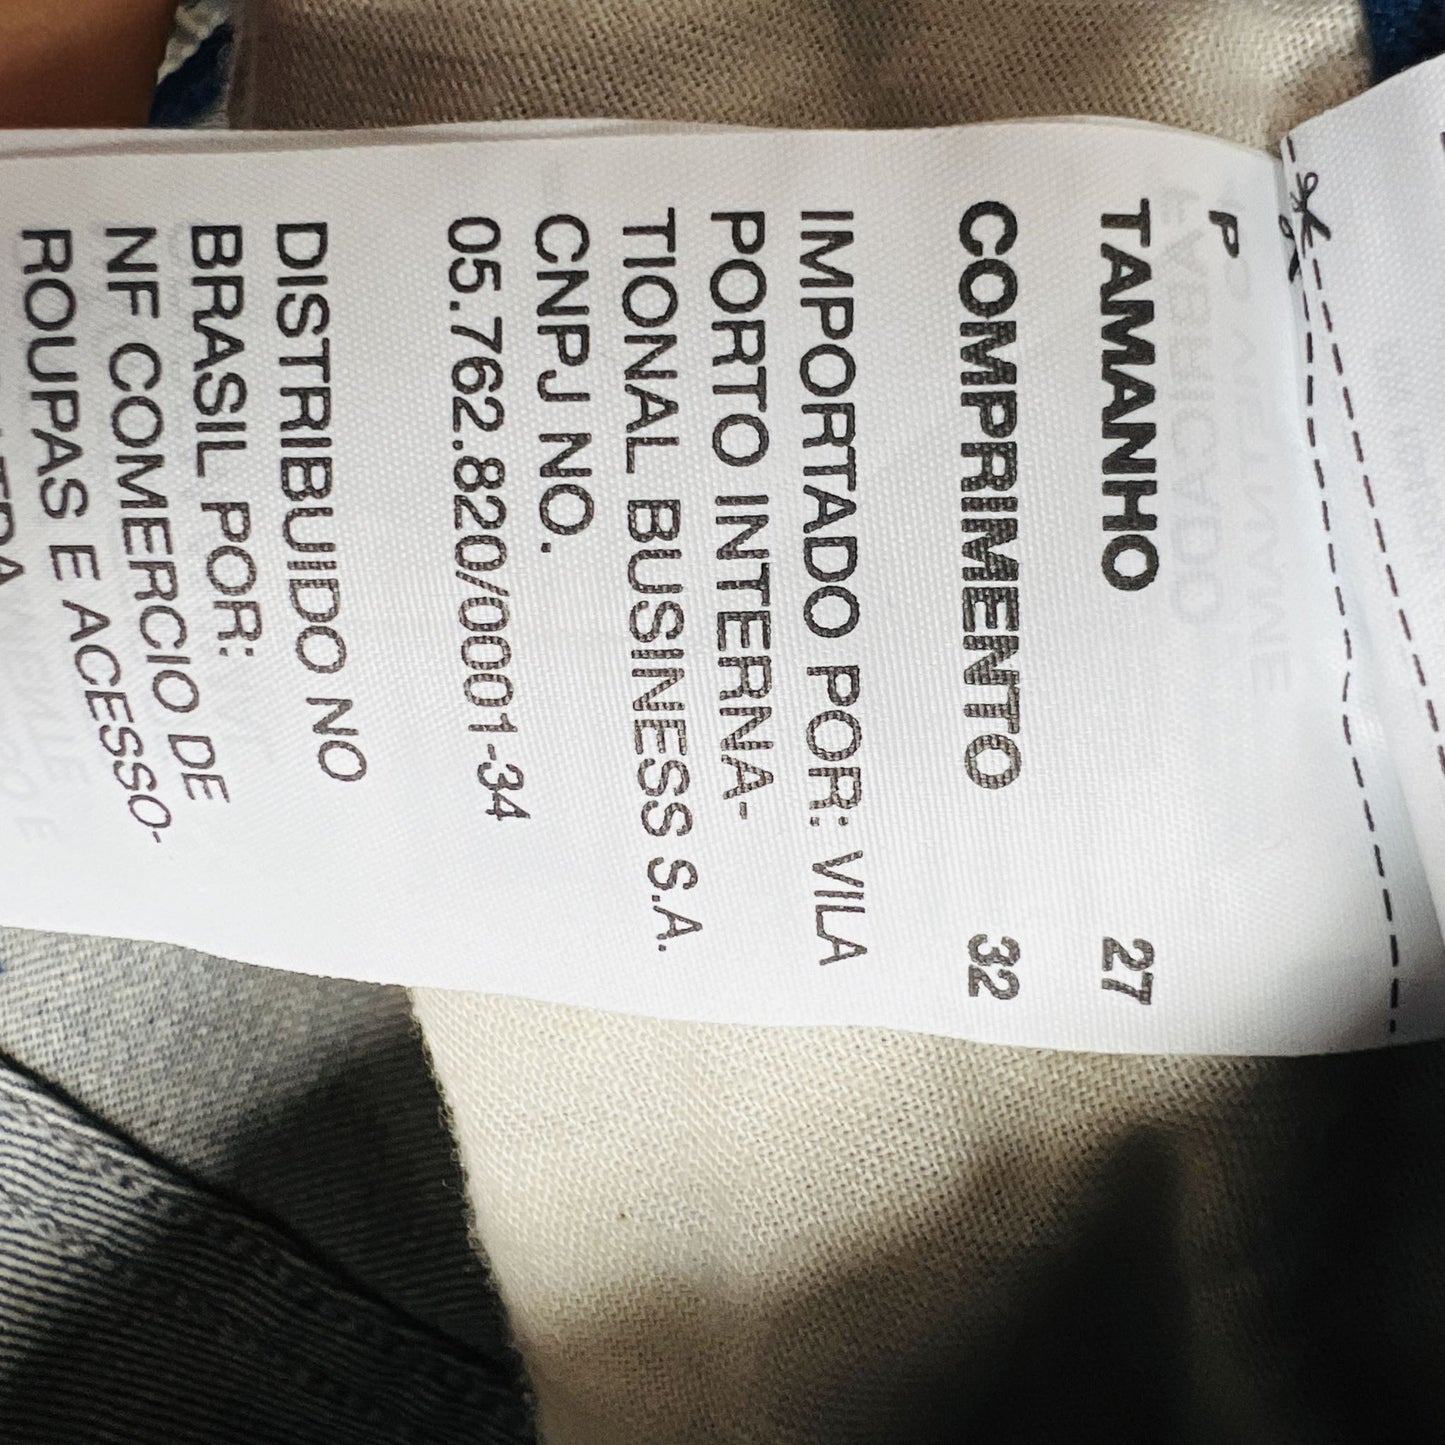 P
TAMANHO 27
COMPRIMENTO 32
IMPORTADO POR: VILA
PORTO INTERNA-
TIONAL BUSINESS S.A.
CNPJ NO.
05.762.820/0001-34
DISTRIBUIDO NO
BRASIL POR:
NF COMERCIO DE
ROUPAS E ACESSO-